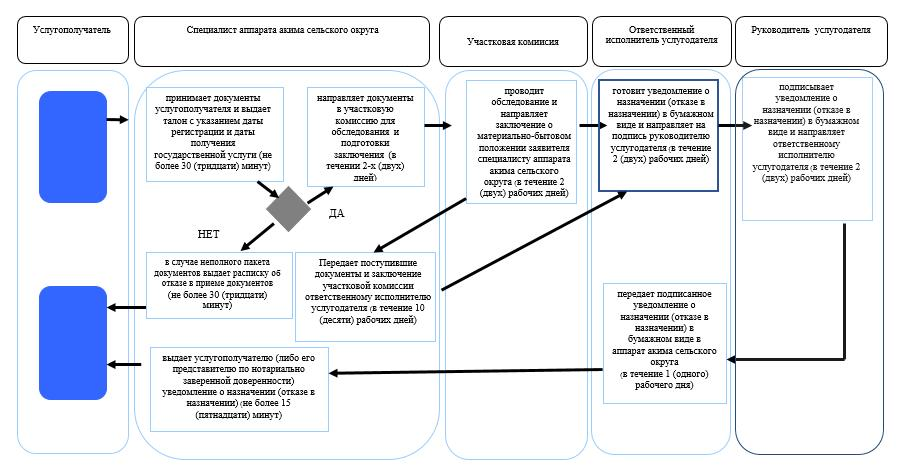 Услугополучатель
Специалист аппарата акима сельского округа
Участковая комиисия
Ответственный
исполнитель услугодателя
Руководитель услугодателя
принимает документы
услугополучателя и выдает
талон с указанием даты
регистрации и даты
получения
государственной услуги (не
более 30 (тридцати) минут)
направляет документы
в участковую
комиссию для
обследования и
подготовки
заключения (в
течении 2-х (двух)
дней)
проводит
обследование и
направляет
заключение о
материально-бытовом
положении заявителя
специалисту аппарата
акима сельского
округа (в течение 2
(двух) рабочих дней)
готовит уведомление о
назначении (отказе в
назначении) в бумажном
виде и направляет на
подпись руководителю
услугодателя (в течение
2 (двух) рабочих дней)
подписывает
уведомление о
назначении (отказе в
назначении) в бумажном
виде и направляет
ответственному
исполнителю
услугодателя (в течение 2
(двух) рабочих дней)
ДА
НЕТ
в случае неполного пакета
документов выдает расписку об
отказе в приеме документов
(не более 30 (тридцати)
минут)
Передает поступившие
документы и заключение
участковой комиссии
ответственному исполнителю
услугодателя (в течение 10
(десяти) рабочих дней)
передает подписанное
уведомление о
назначении (отказе в
назначении) в
бумажном виде в
аппарат акима сельского
округа
(в течение 1 (одного)
рабочего дня)
выдает услугополучателю (либо его
представителю по нотариально
заверенной доверенности)
уведомление о назначении (отказе в
назначении) (не более 15
(пятнадцати) минут)